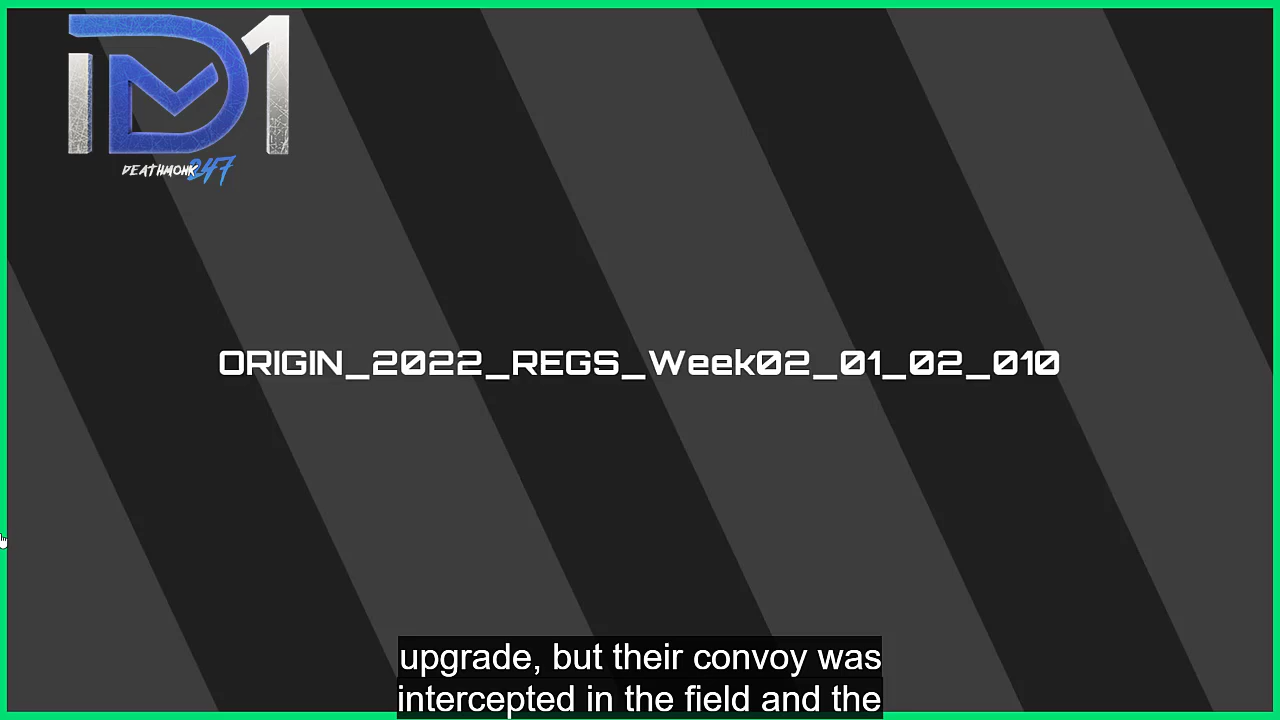 DEATHMONK247
ORIGIN_2022_REGS_Week02_01_02_010
upgrade, but their convoy was
intercepted in the field and the